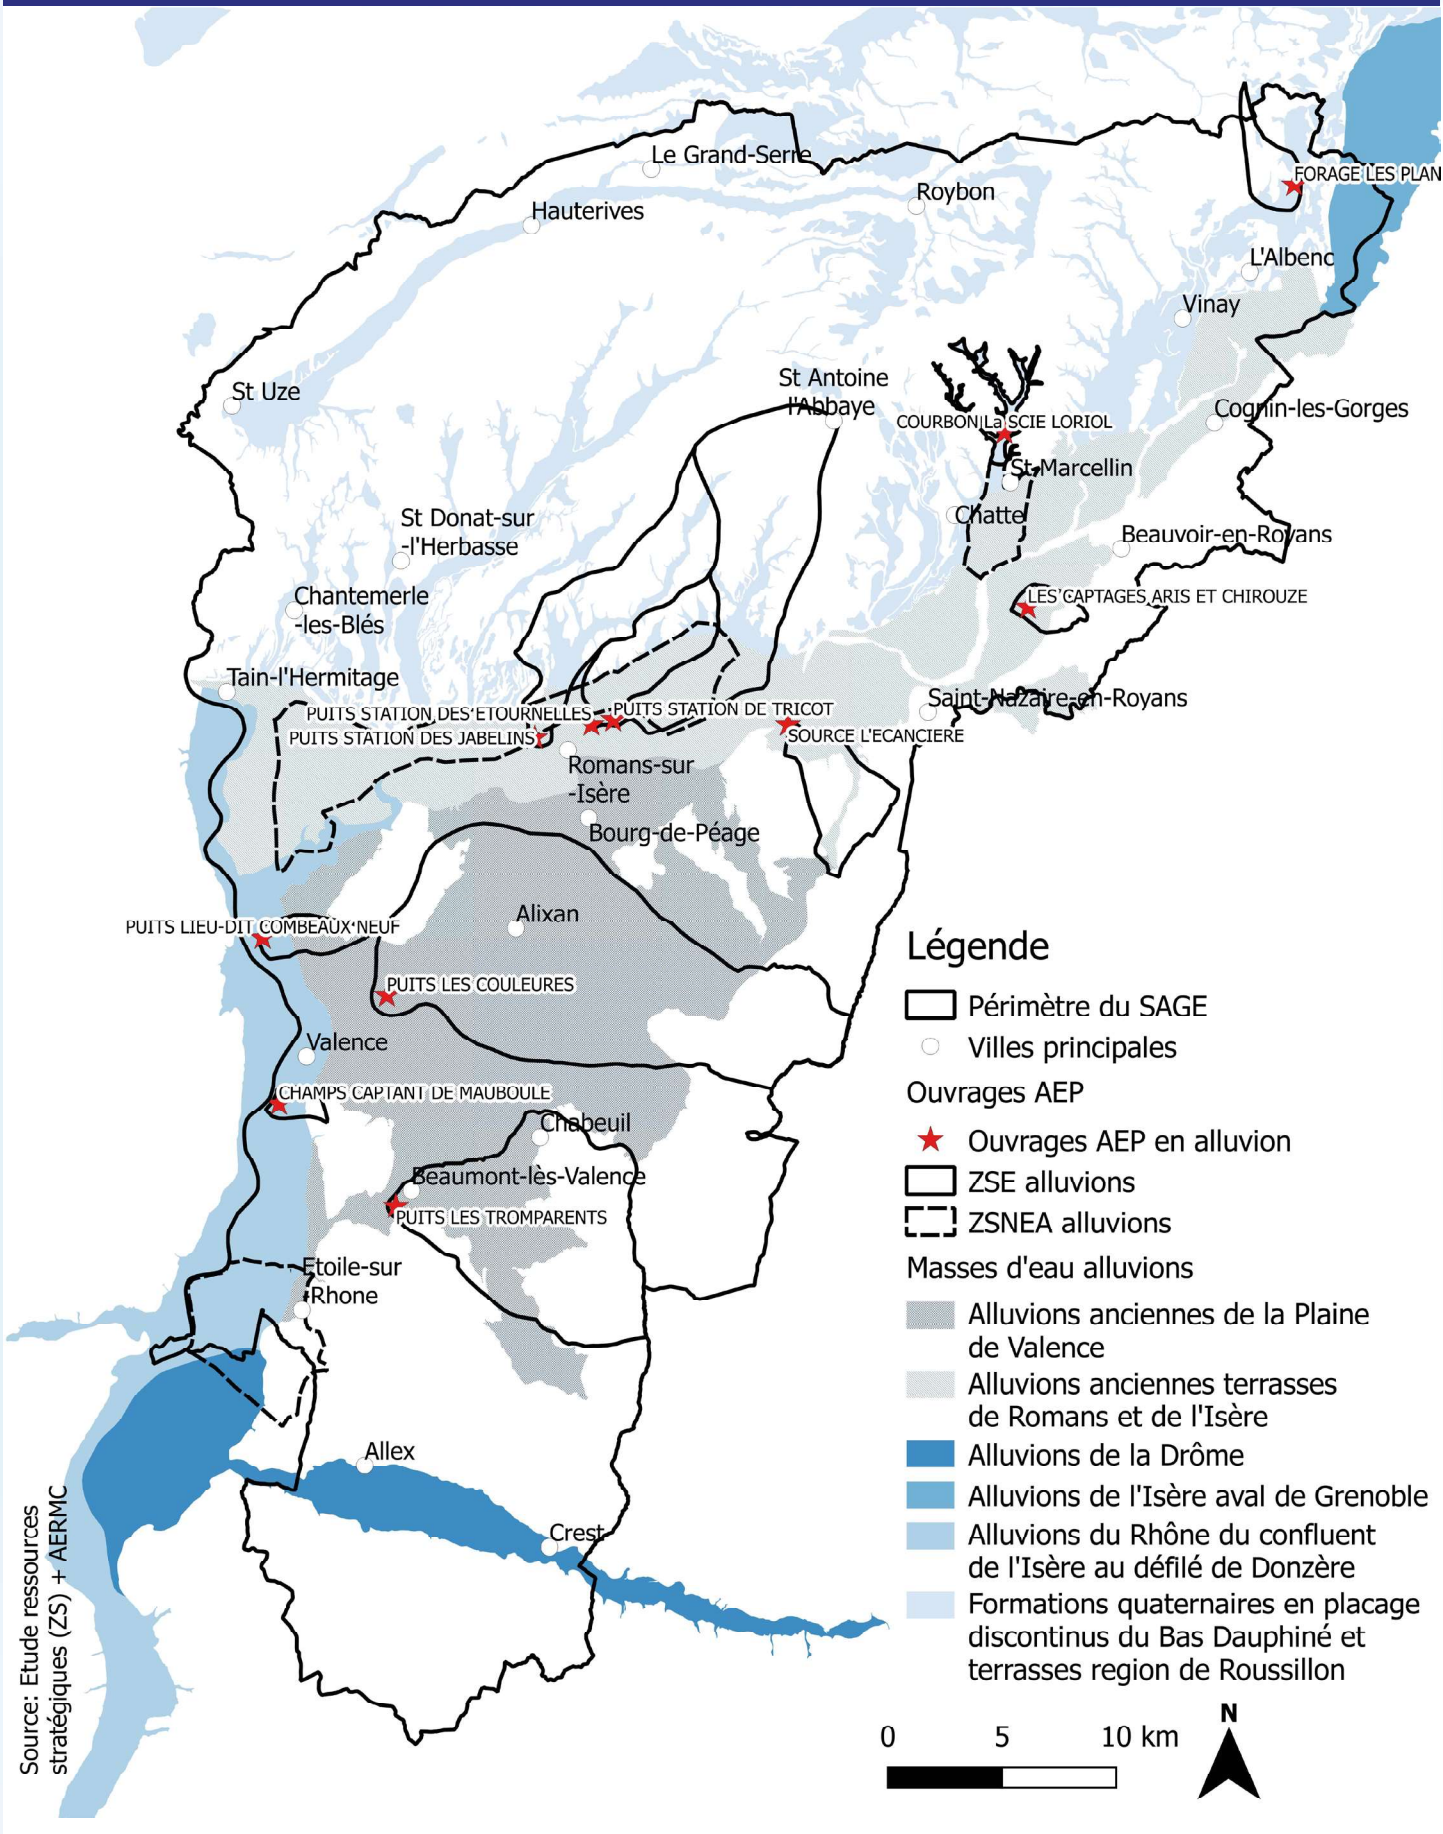 Le Grand-Serre
FORAGE LES PLAN
Roybon
Hauterives
L'Albenc
Vinay
St Uze
St Antoine
l'Abbaye
Cognin-les-Gorges
COURBON|La SCIE LORIOL
St-Marcellin
St Donat-sur
-l'Herbasse
Chatte
Beauvoir-en-Royans
Chantemerle
-les-Blés
LES CAPTAGES ARIS ET CHIROUZE
Tain-l'Hermitage
Saint-Nazaire-en-Royans
PUITS STATION DES ETOURNELLES
PUITS STATION DE TRICOT
PUITS STATION DES JABELINS
SOURCE L'ECANCIERE
Romans-sur
-Isère
Bourg-de-Péage
Alixan
PUITS LIEU-DIT COMBEAUX NEUF
PUITS LES COULEURES
Valence
CHAMPS CAPTANT DE MAUBOULE
Chabeuil
Beaumont-lès-Valence
PUITS LES TROMPARENTS
Etoile-sur
-Rhone
Allex
Crest
Légende
Périmètre du SAGE
Villes principales
Ouvrages AEP
Ouvrages AEP en alluvion
ZSE alluvions
ZSNEA alluvions
Masses d'eau alluvions
Alluvions anciennes de la Plaine
de Valence
Alluvions anciennes terrasses
de Romans et de l'Isère
Alluvions de la Drôme
Alluvions de l'Isère aval de Grenoble
Alluvions du Rhône du confluent
de l'Isère au défilé de Donzère
Formations quaternaires en placage
discontinus du Bas Dauphiné et
terrasses region de Roussillon
N
0 5 10 km
Source: Etude ressources
stratégiques (ZS) + AERMC